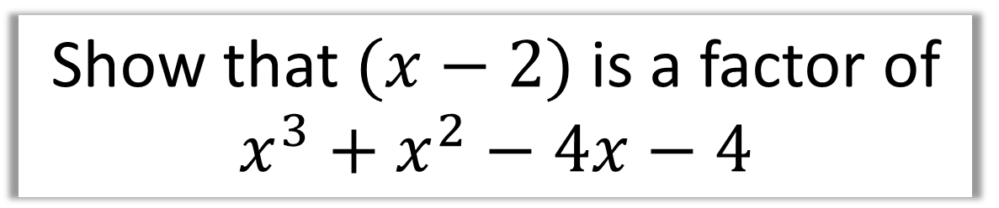 Show that (x − 2) is a factor of
x³ + x² − 4x − 4